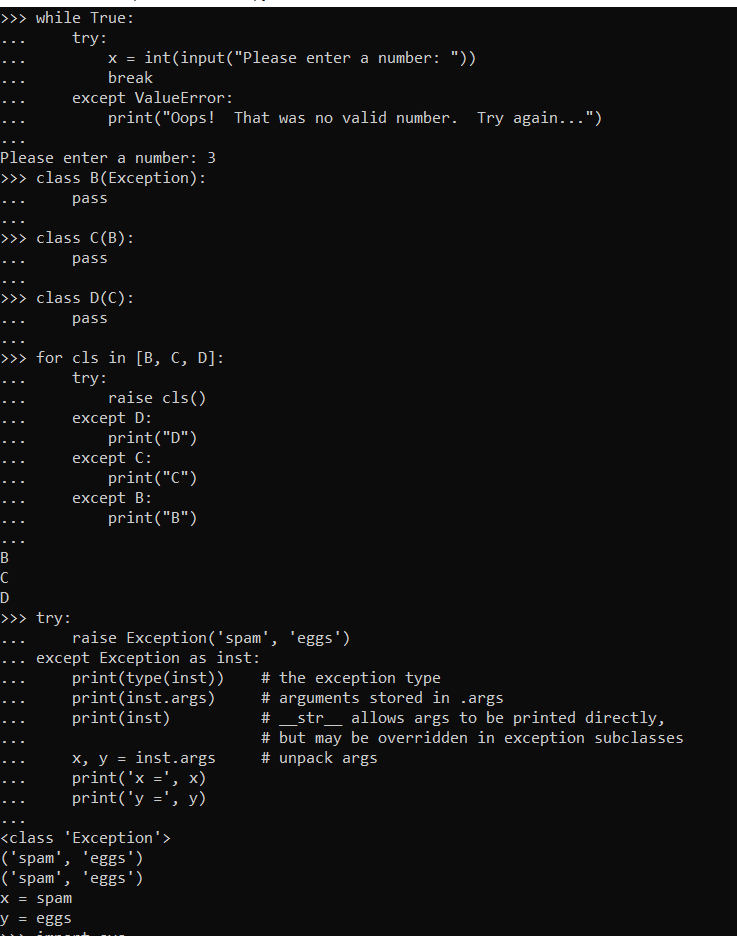 >>> while True:
...     try:
...         x = int(input("Please enter a number: "))
...         break
...     except ValueError:
...         print("Oops!  That was no valid number.  Try again...")
...
Please enter a number: 3
>>> class B(Exception):
...     pass
...
>>> class C(B):
...     pass
...
>>> class D(C):
...     pass
...
>>> for cls in [B, C, D]:
...     try:
...         raise cls()
...     except D:
...         print("D")
...     except C:
...         print("C")
...     except B:
...         print("B")
...
B
C
D
>>> try:
...     raise Exception('spam', 'eggs')
... except Exception as inst:
...     print(type(inst))    # the exception type
...     print(inst.args)     # arguments stored in .args
...     print(inst)          # __str__ allows args to be printed directly,
...                          # but may be overridden in exception subclasses
...     x, y = inst.args     # unpack args
...     print('x =', x)
...     print('y =', y)
...
<class 'Exception'>
('spam', 'eggs')
('spam', 'eggs')
x = spam
y = eggs